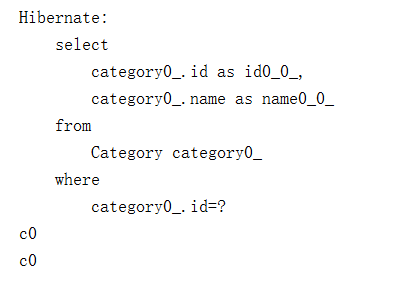 Hibernate:
    select
        category0_.id as id0_0_,
        category0_.name as name0_0_
    from
        Category category0_
    where
        category0_.id=?
c0
c0